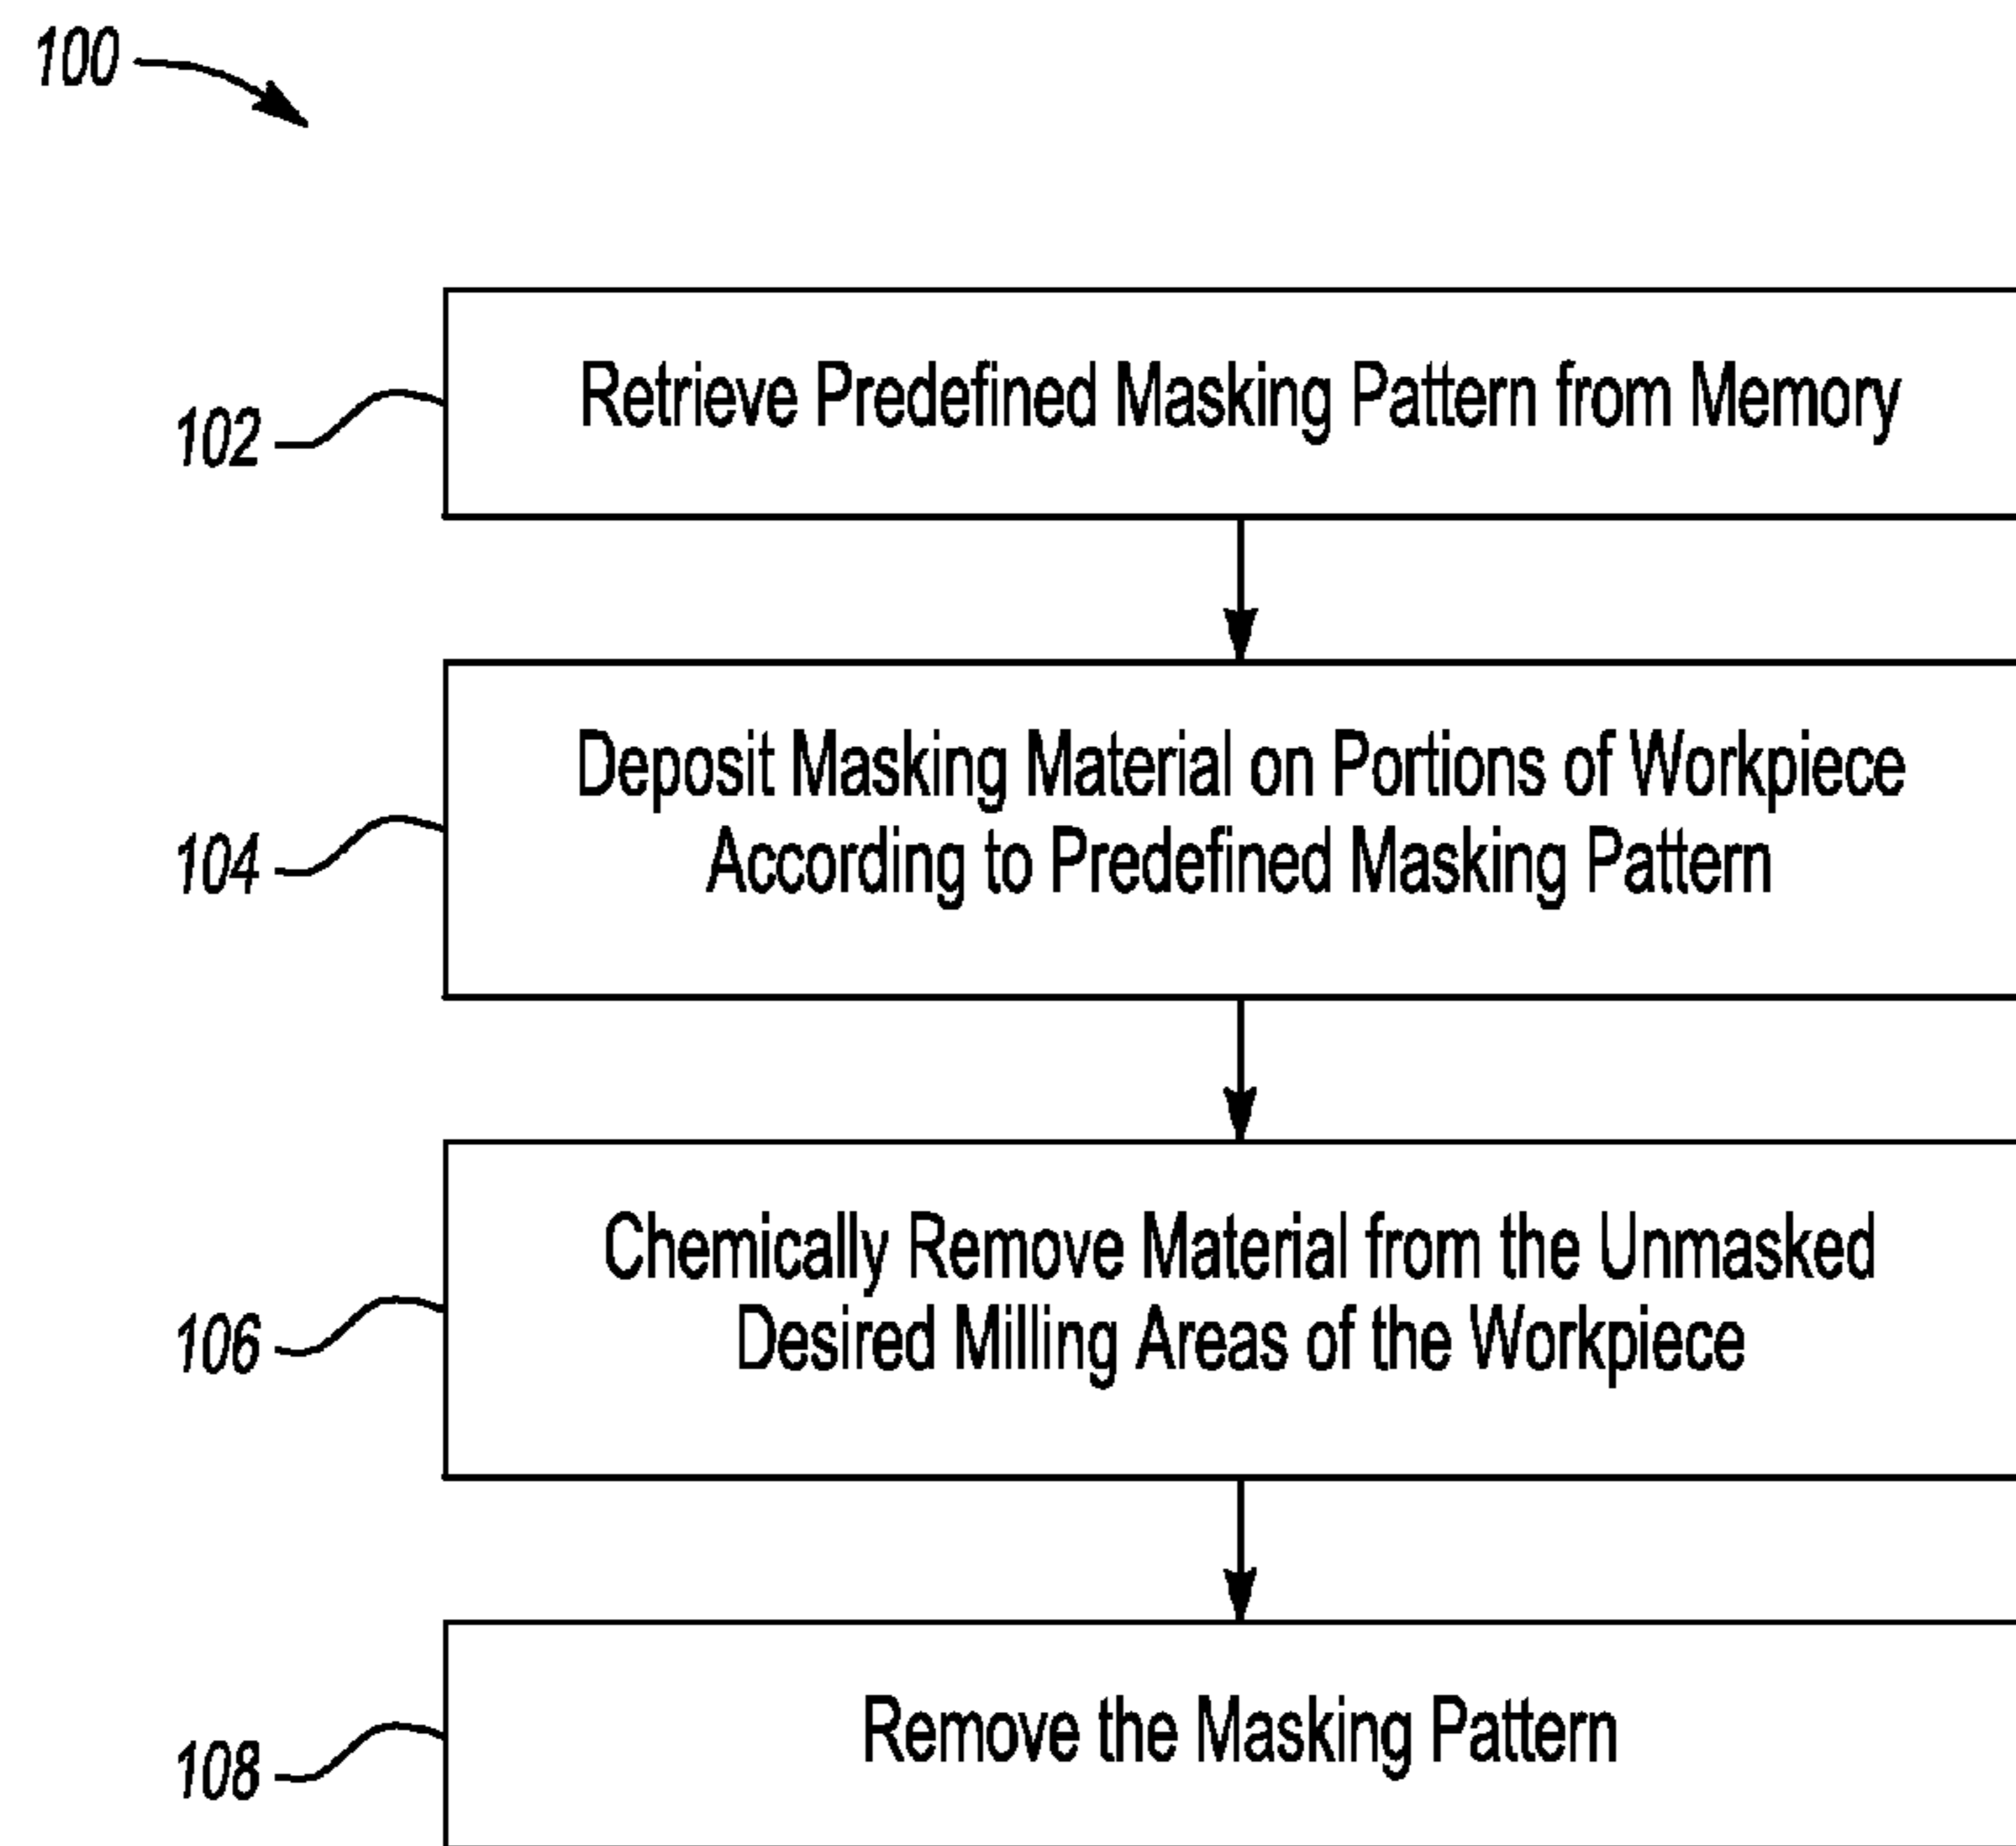 100
102
Retrieve Predefined Masking Pattern from Memory
104
Deposit Masking Material on Portions of Workpiece
According to Predefined Masking Pattern
106
Chemically Remove Material from the Unmasked
Desired Milling Areas of the Workpiece
108
Remove the Masking Pattern